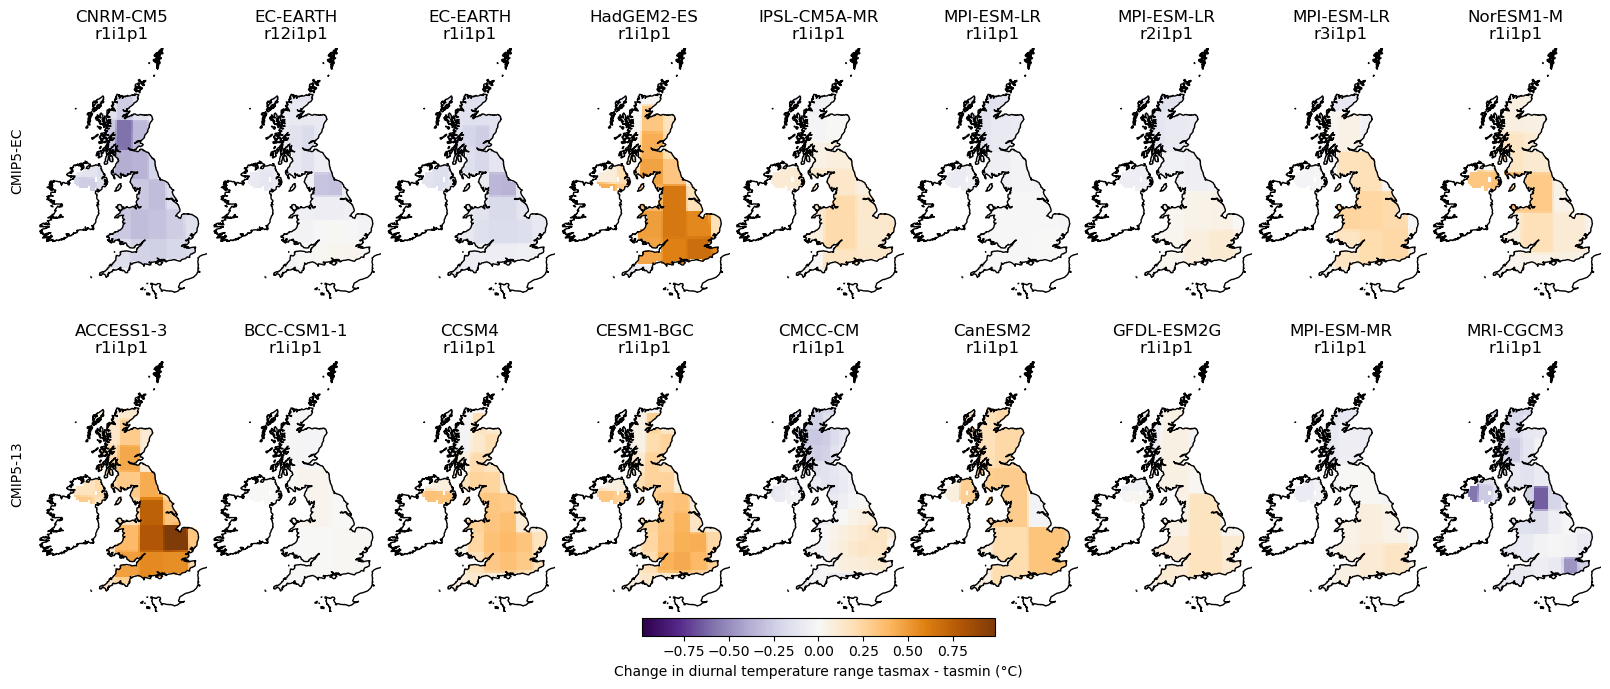 CNRM-CM5
r1i1p1
EC-EARTH
r12i1p1
EC-EARTH
r1i1p1
HadGEM2-ES
r1i1p1
IPSL-CM5A-MR
r1i1p1
MPI-ESM-LR
r1i1p1
MPI-ESM-LR
r2i1p1
MPI-ESM-LR
r3i1p1
NorESM1-M
r1i1p1
CMIP5-EC
ACCESS1-3
r1i1p1
BCC-CSM1-1
r1i1p1
CCSM4
r1i1p1
CESM1-BGC
r1i1p1
CMCC-CM
r1i1p1
CanESM2
r1i1p1
GFDL-ESM2G
r1i1p1
MPI-ESM-MR
r1i1p1
MRI-CGCM3
r1i1p1
CMIP5-13
−0.75 −0.50 −0.25 0.00 0.25 0.50 0.75
Change in diurnal temperature range tasmax - tasmin (°C)